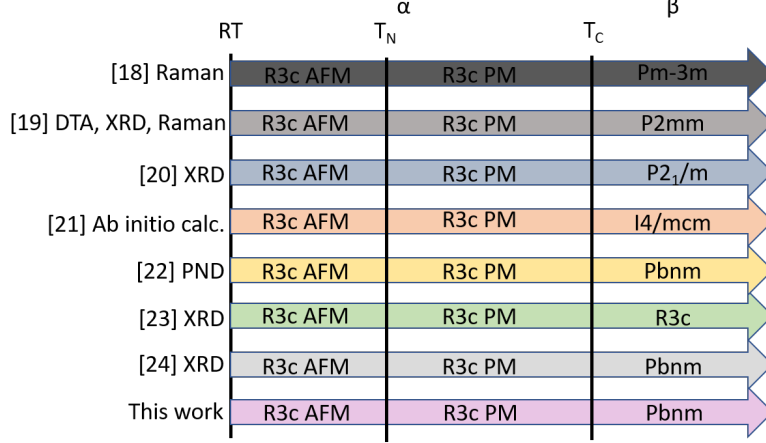 α β
RT T_N T_C
[18] Raman R3c AFM R3c PM Pm-3m
[19] DTA, XRD, Raman R3c AFM R3c PM P2mm
[20] XRD R3c AFM R3c PM P2₁/m
[21] Ab initio calc. R3c AFM R3c PM I4/mcm
[22] PND R3c AFM R3c PM Pbnm
[23] XRD R3c AFM R3c PM R3c
[24] XRD R3c AFM R3c PM Pbnm
This work R3c AFM R3c PM Pbnm